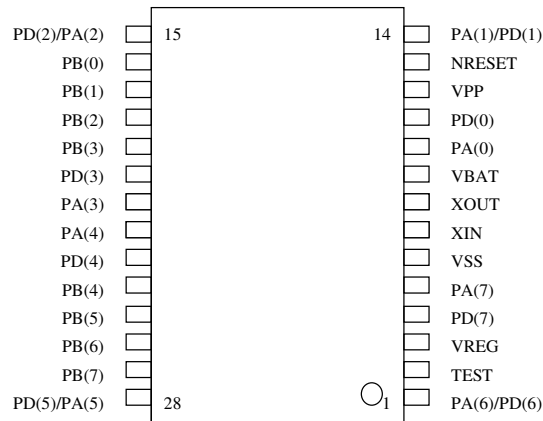 PD(2)/PA(2) 15 14 PA(1)/PD(1)
PB(0) NRESET
PB(1) VPP
PB(2) PD(0)
PB(3) PA(0)
PD(3) VBAT
PA(3) XOUT
PA(4) XIN
PD(4) VSS
PB(4) PA(7)
PB(5) PD(7)
PB(6) VREG
PB(7) TEST
PD(5)/PA(5) 28 1 PA(6)/PD(6)